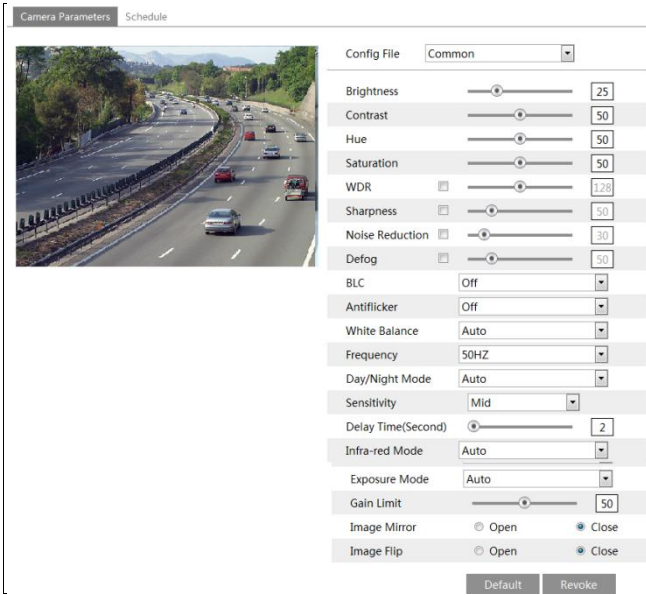 Camera Parameters Schedule
Config File Common
Brightness 25
Contrast 50
Hue 50
Saturation 50
WDR 128
Sharpness 50
Noise Reduction 30
Defog 50
BLC Off
Antiflicker Off
White Balance Auto
Frequency 50HZ
Day/Night Mode Auto
Sensitivity Mid
Delay Time(Second) 2
Infra-red Mode Auto
Exposure Mode Auto
Gain Limit 50
Image Mirror Open Close
Image Flip Open Close
Default Revoke